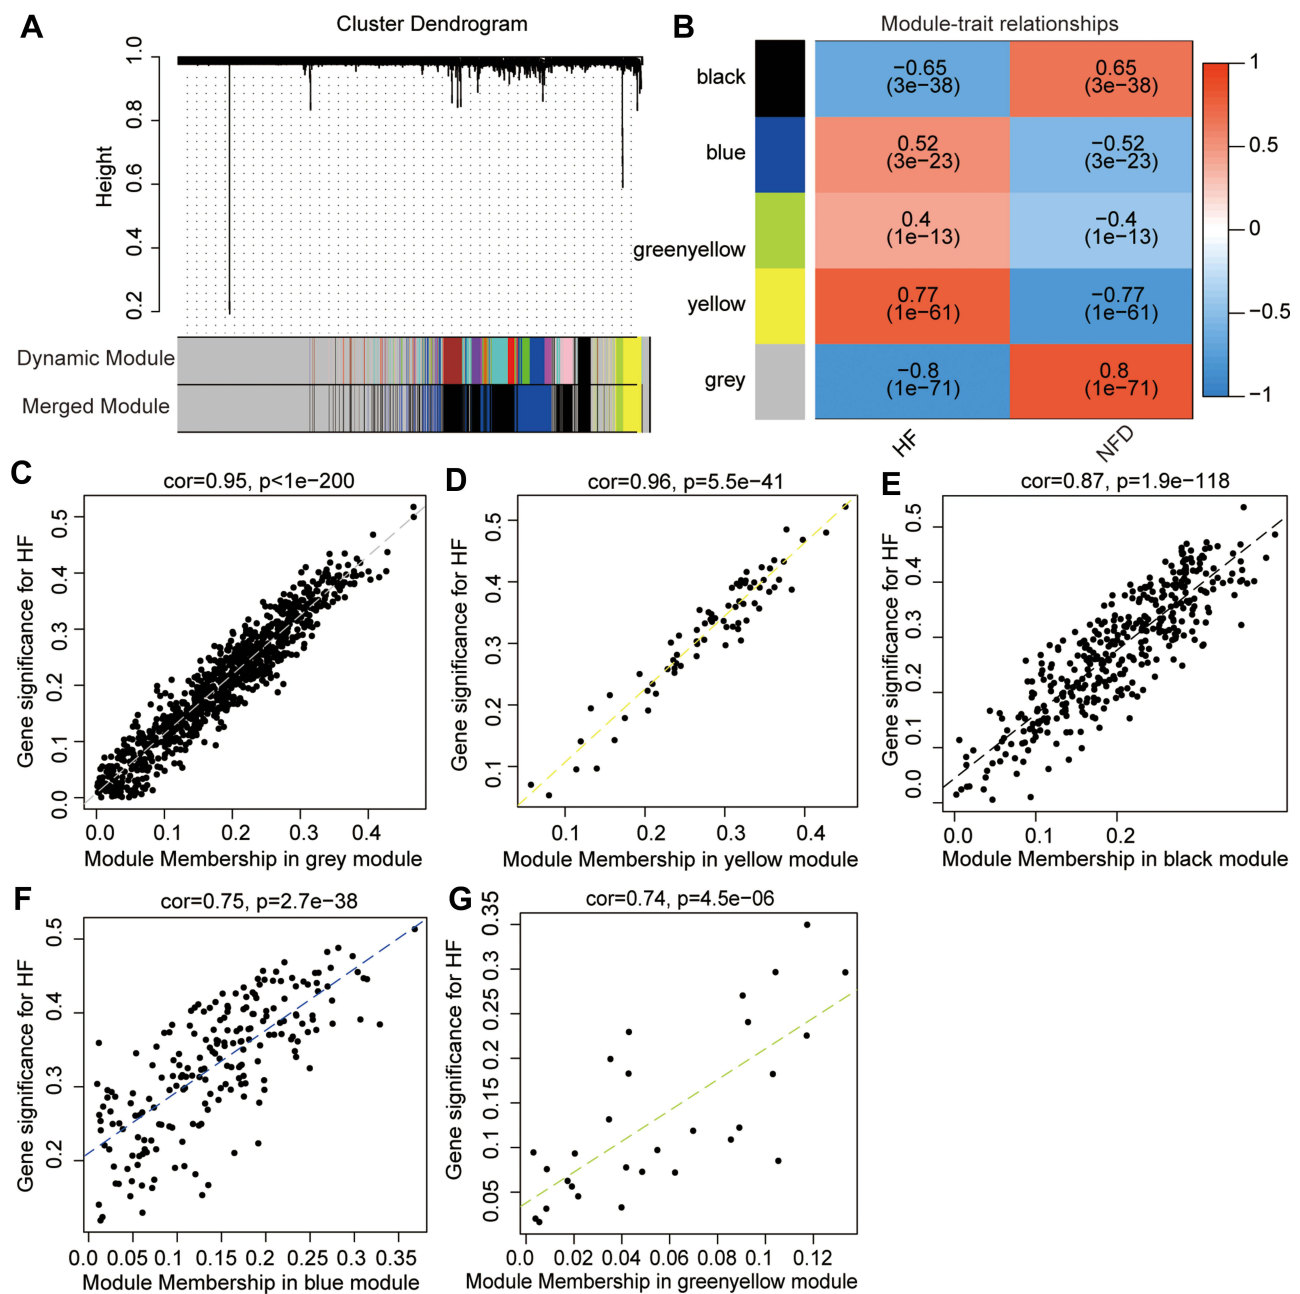 A
Cluster Dendrogram
Height
1.0
0.8
0.6
0.4
0.2
Dynamic Module
Merged Module
B
Module-trait relationships
black
blue
greenyellow
yellow
grey
−0.65
(3e−38)
0.65
(3e−38)
0.52
(3e−23)
−0.52
(3e−23)
0.4
(1e−13)
−0.4
(1e−13)
0.77
(1e−61)
−0.77
(1e−61)
−0.8
(1e−71)
0.8
(1e−71)
HF
NFD
1
0.5
0
−0.5
−1
C
cor=0.95, p<1e−200
Gene significance for HF
0.5
0.4
0.3
0.2
0.1
0.0
0.0 0.1 0.2 0.3 0.4
Module Membership in grey module
D
cor=0.96, p=5.5e−41
Gene significance for HF
0.5
0.4
0.3
0.2
0.1
0.1 0.2 0.3 0.4
Module Membership in yellow module
E
cor=0.87, p=1.9e−118
Gene significance for HF
0.5
0.4
0.3
0.2
0.1
0.0
0.0 0.1 0.2
Module Membership in black module
F
cor=0.75, p=2.7e−38
Gene significance for HF
0.5
0.4
0.3
0.2
0.0 0.05 0.1 0.15 0.2 0.25 0.30 0.35
Module Membership in blue module
G
cor=0.74, p=4.5e−06
Gene significance for HF
0.35
0.3
0.25
0.2
0.15
0.1
0.05
0.0 0.02 0.04 0.06 0.08 0.1 0.12
Module Membership in greenyellow module